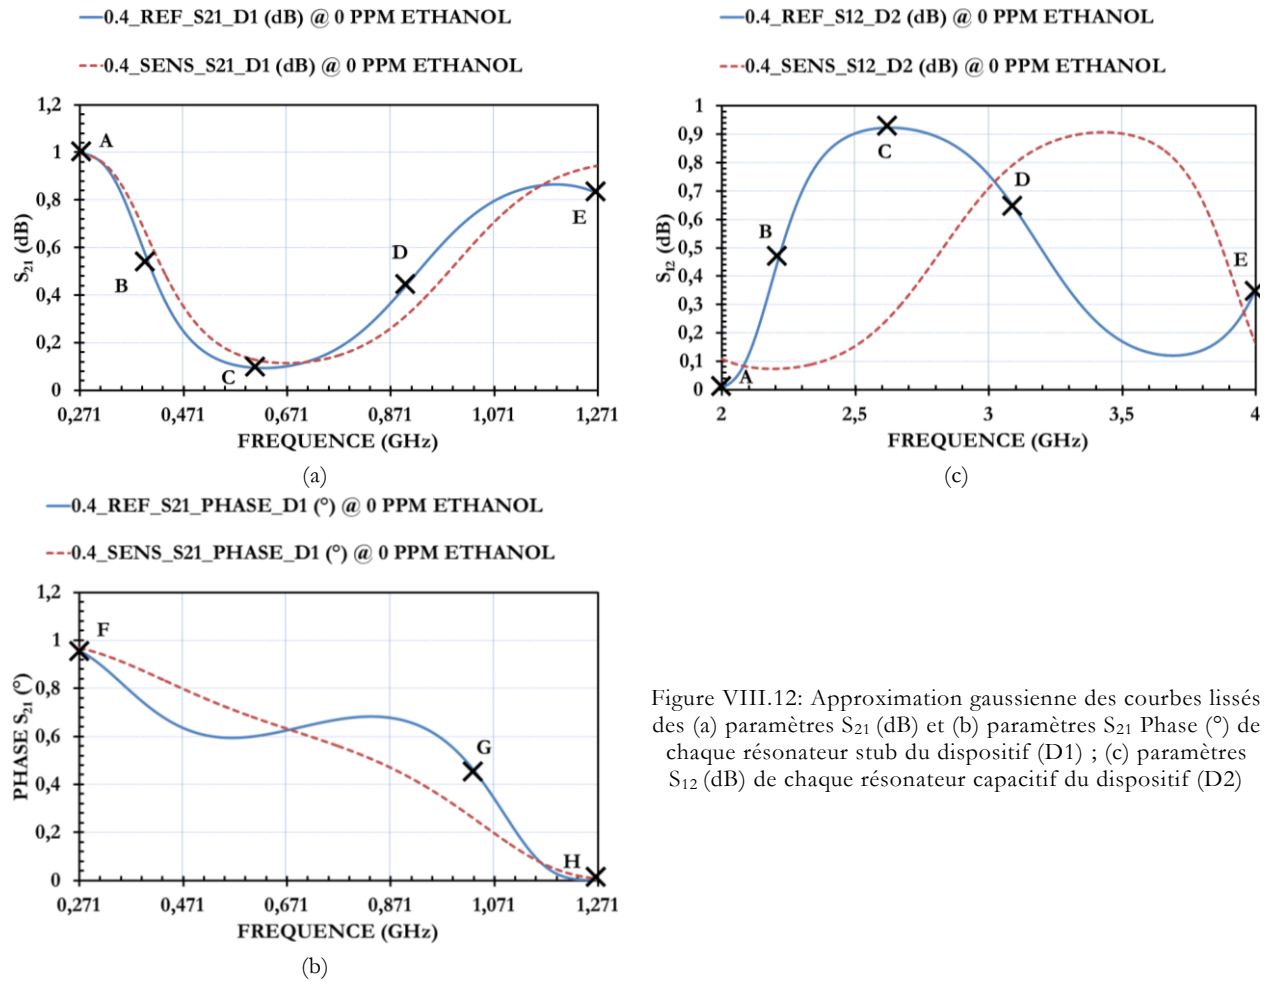 0.4_REF_S21_D1 (dB) @ 0 PPM ETHANOL
0.4_SENS_S21_D1 (dB) @ 0 PPM ETHANOL
1,2
1
0,8
0,6
0,4
0,2
0
S21 (dB)
A
B
C
D
E
0,271
0,471
0,671
0,871
1,071
1,271
FREQUENCE (GHz)
(a)
0.4_REF_S12_D2 (dB) @ 0 PPM ETHANOL
0.4_SENS_S12_D2 (dB) @ 0 PPM ETHANOL
1
0,9
0,8
0,7
0,6
0,5
0,4
0,3
0,2
0,1
0
S12 (dB)
A
B
C
D
E
2
2,5
3
3,5
4
FREQUENCE (GHz)
(c)
0.4_REF_S21_PHASE_D1 (°) @ 0 PPM ETHANOL
0.4_SENS_S21_PHASE_D1 (°) @ 0 PPM ETHANOL
1,2
1
0,8
0,6
0,4
0,2
0
PHASE S21 (°)
F
G
H
0,271
0,471
0,671
0,871
1,071
1,271
FREQUENCE (GHz)
(b)
Figure VIII.12: Approximation gaussienne des courbes lissés
des (a) paramètres S21 (dB) et (b) paramètres S21 Phase (°) de
chaque résonateur stub du dispositif (D1) ; (c) paramètres
S12 (dB) de chaque résonateur capacitif du dispositif (D2)